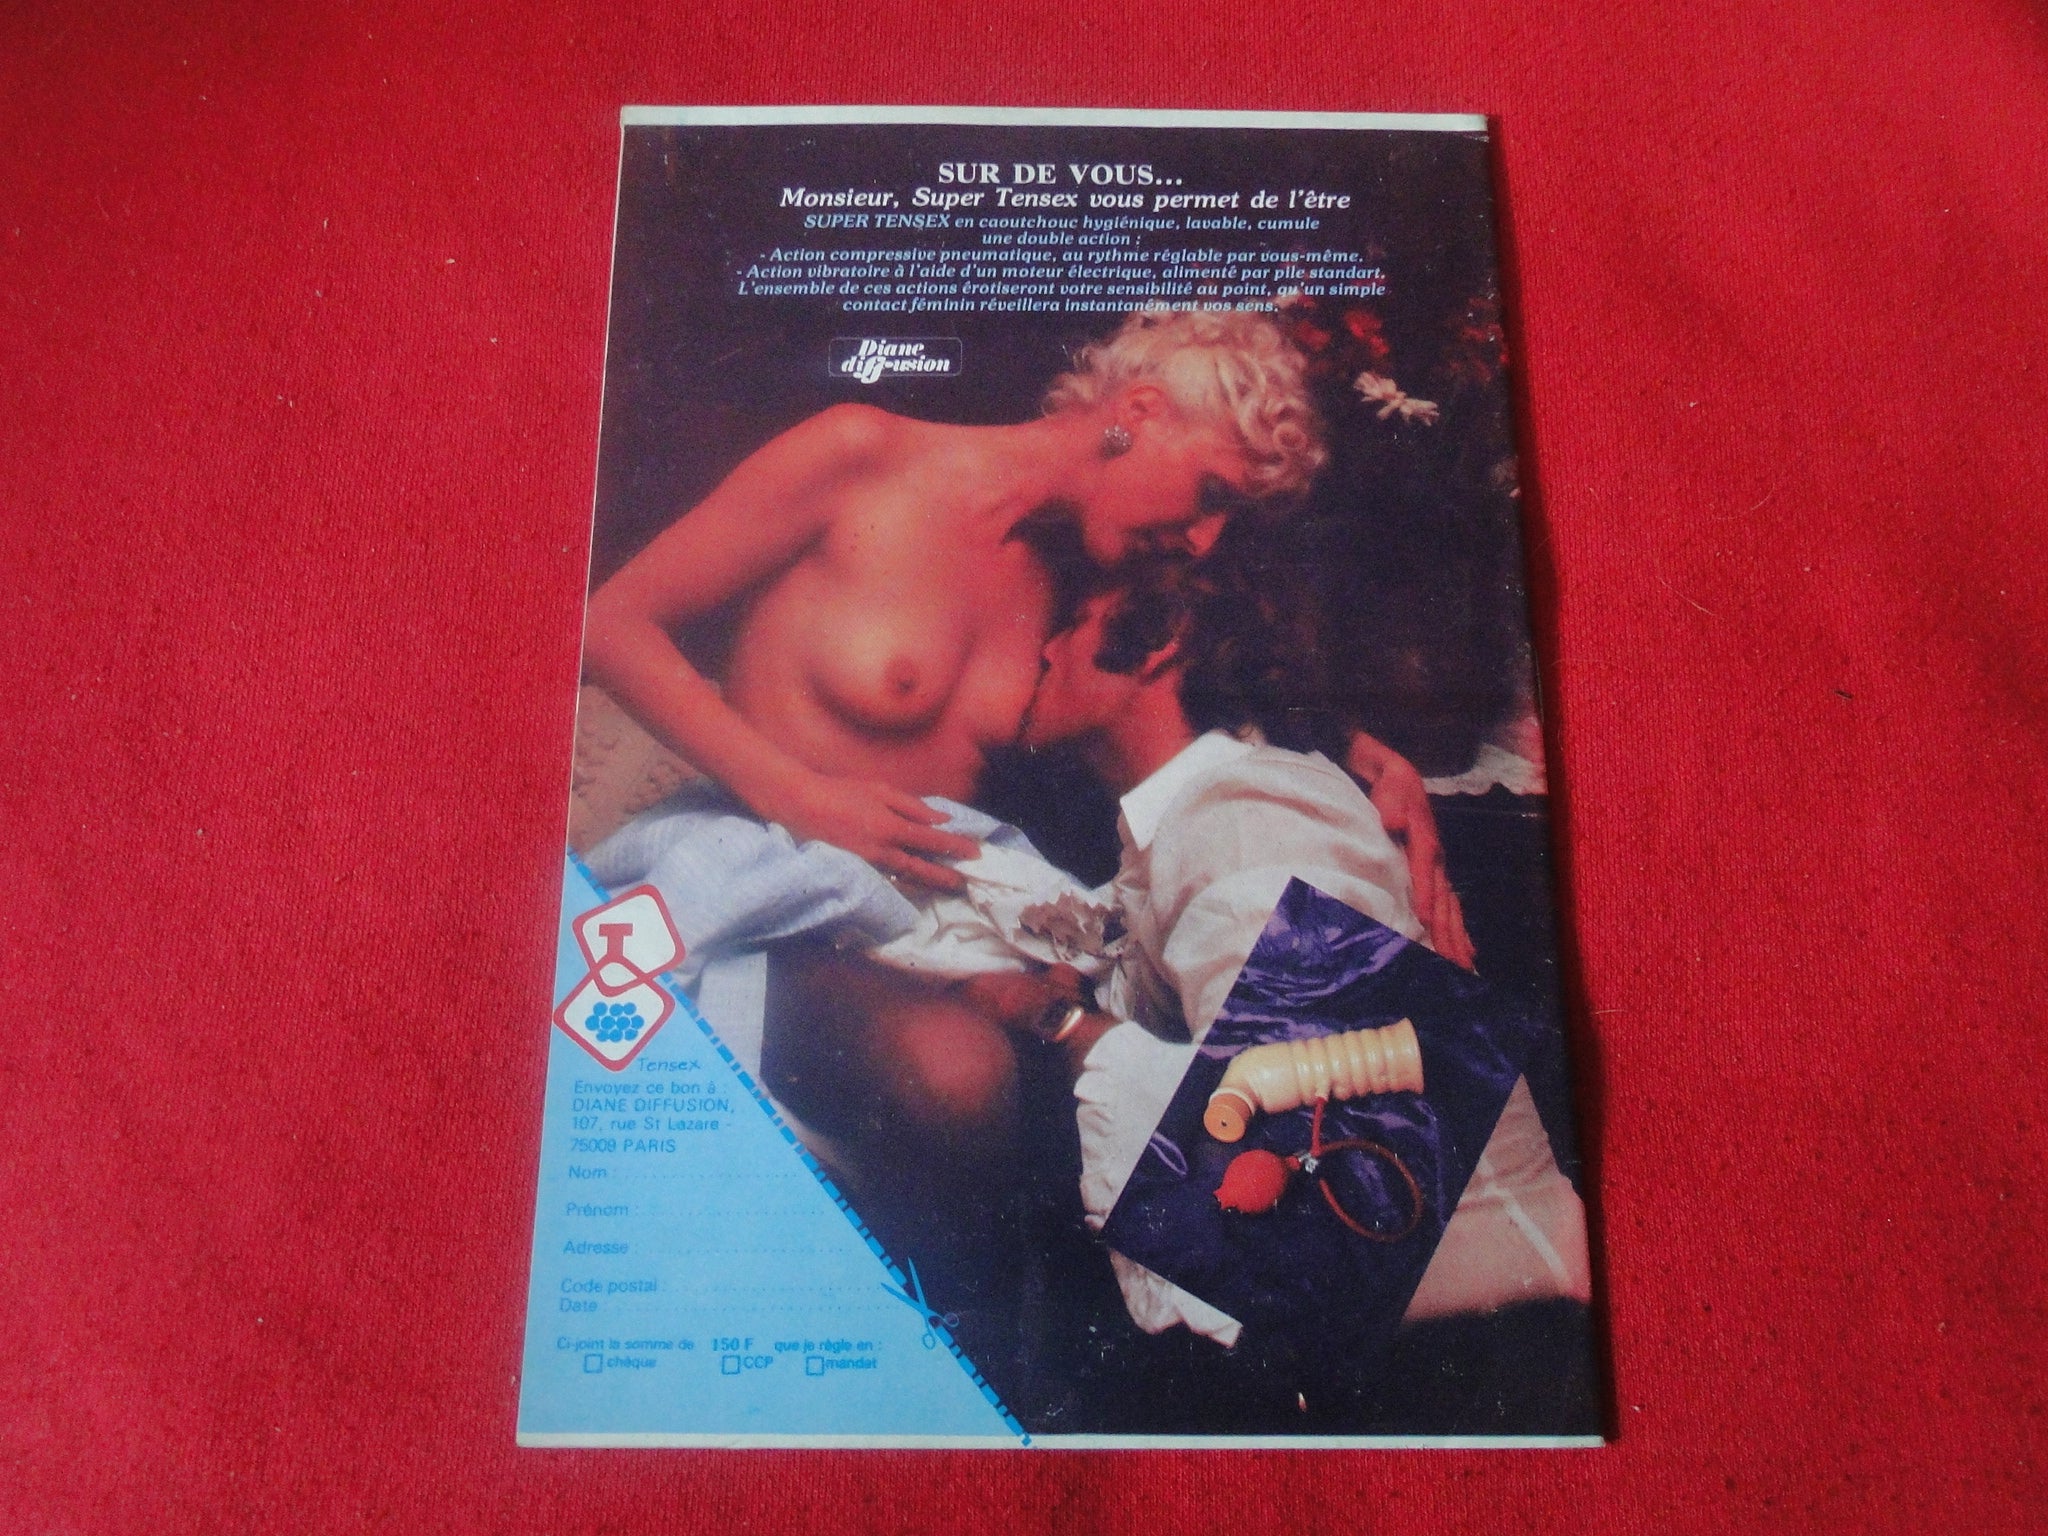 SUR DE VOUS...
Monsieur, Super Tensex vous permet de l'être
SUPER TENSEX en caoutchouc hygiénique, lavable, cumule
une double action :
- Action compressive pneumatique, au rythme réglable par vous-même.
- Action vibratoire à l'aide d'un moteur électrique, alimenté par pile standart.
L'ensemble de ces actions érotiseront votre sensibilité au point, qu'un simple
contact féminin réveillera instantanément vos sens.
Diane
diffusion
T
Tensex
Envoyez ce bon à :
DIANE DIFFUSION,
107, rue St Lazare -
75009 PARIS
Nom :
Prénom :
Adresse :
Code postal :
Date :
Ci-joint la somme de 150 F que je règle en :
chèque CCP mandat